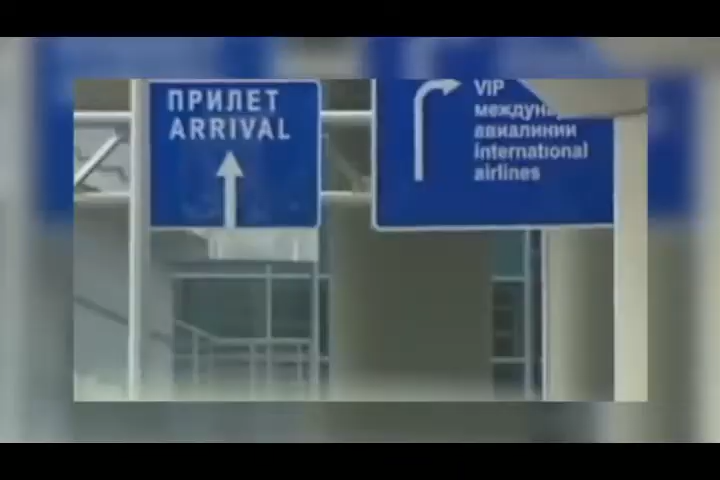 ПРИЛЕТ
ARRIVAL
VIP
авиалинии
international
airlines